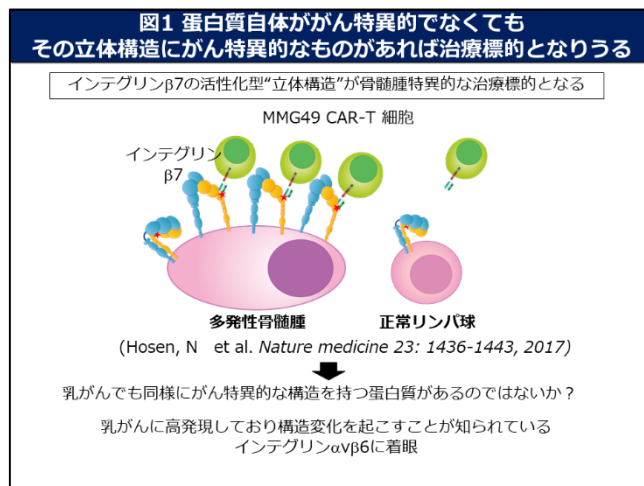 図1 蛋白質自体ががん特異的でなくても
その立体構造にがん特異的なものがあれば治療標的となりうる
インテグリンβ7の活性化型“立体構造”が骨髄腫特異的な治療標的となる
MMG49 CAR-T 細胞
インテグリン
β7
多発性骨髄腫
正常リンパ球
(Hosen, N et al. Nature medicine 23: 1436-1443, 2017)
乳がんでも同様にがん特異的な構造を持つ蛋白質があるのではないか？
乳がんに高発現しており構造変化を起こすことが知られている
インテグリンαvβ6に着眼